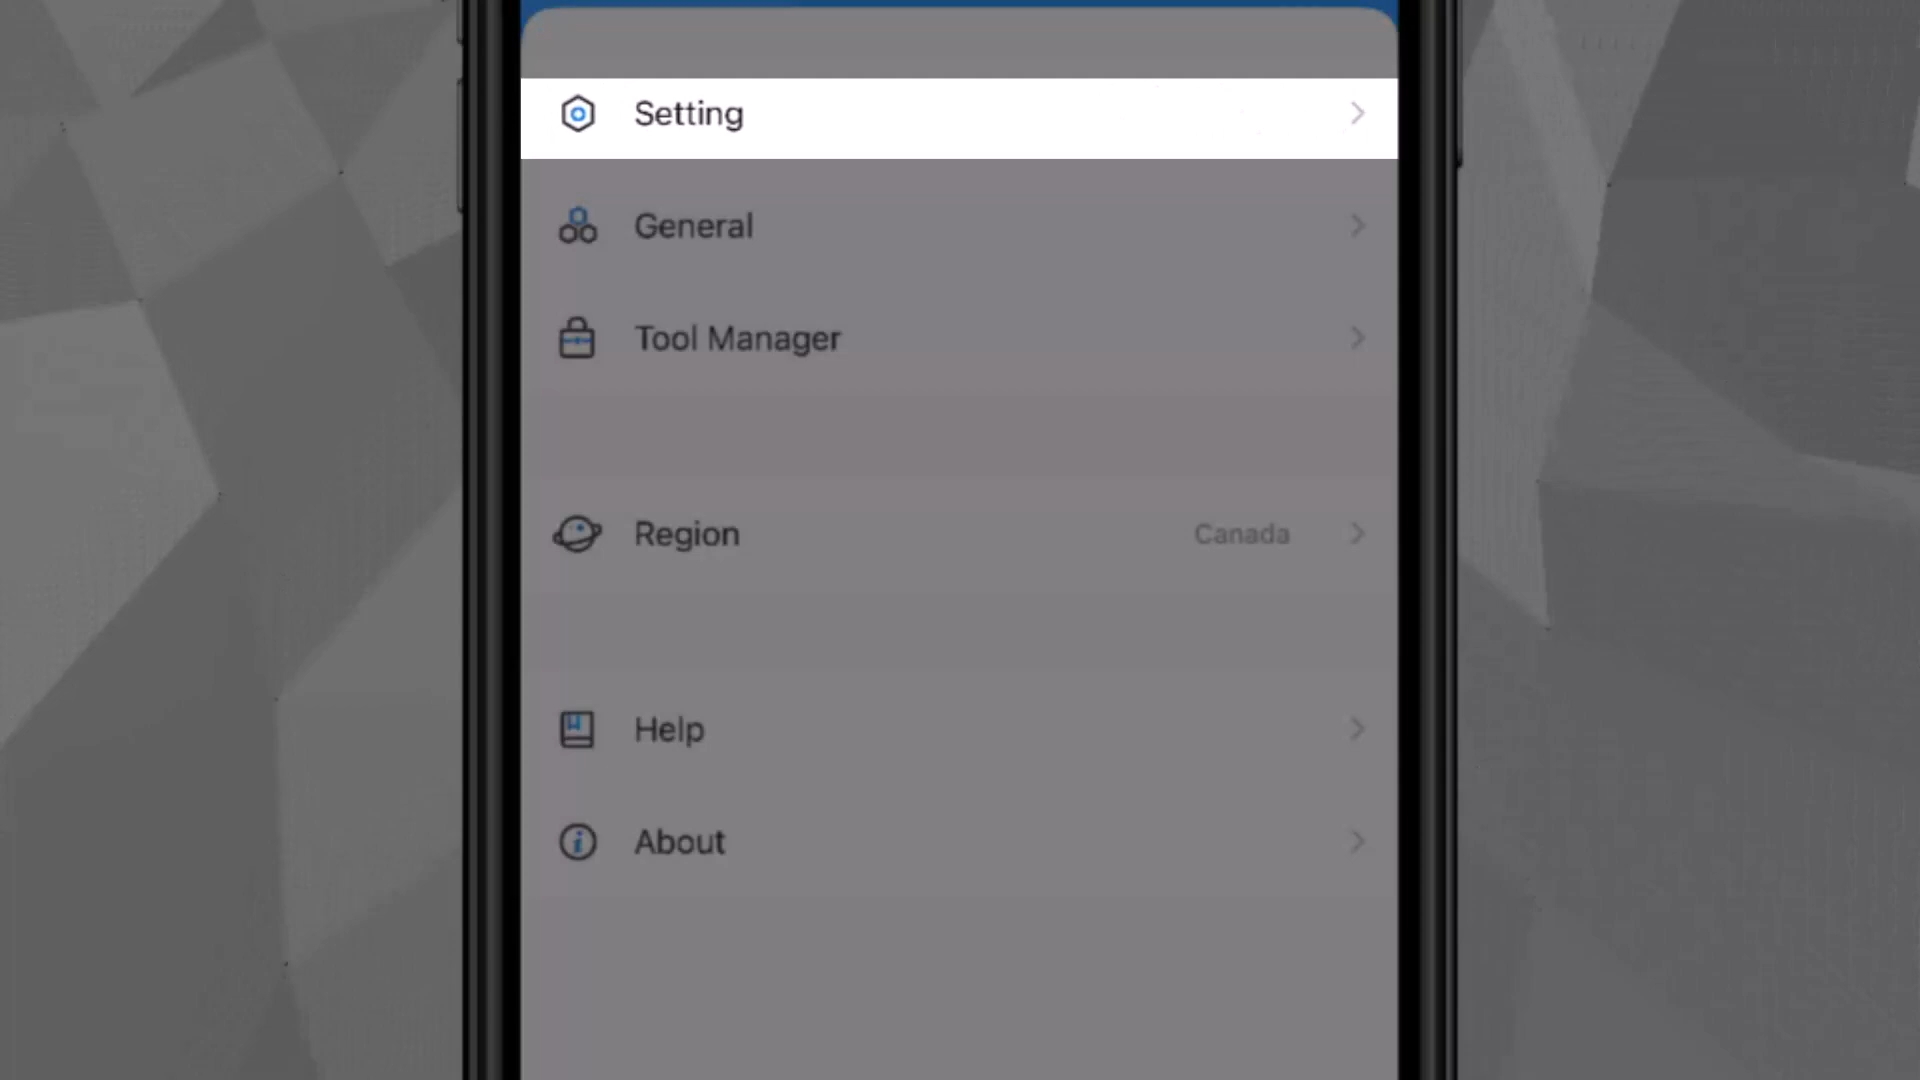 Setting
General
Tool Manager
Region Canada
Help
About